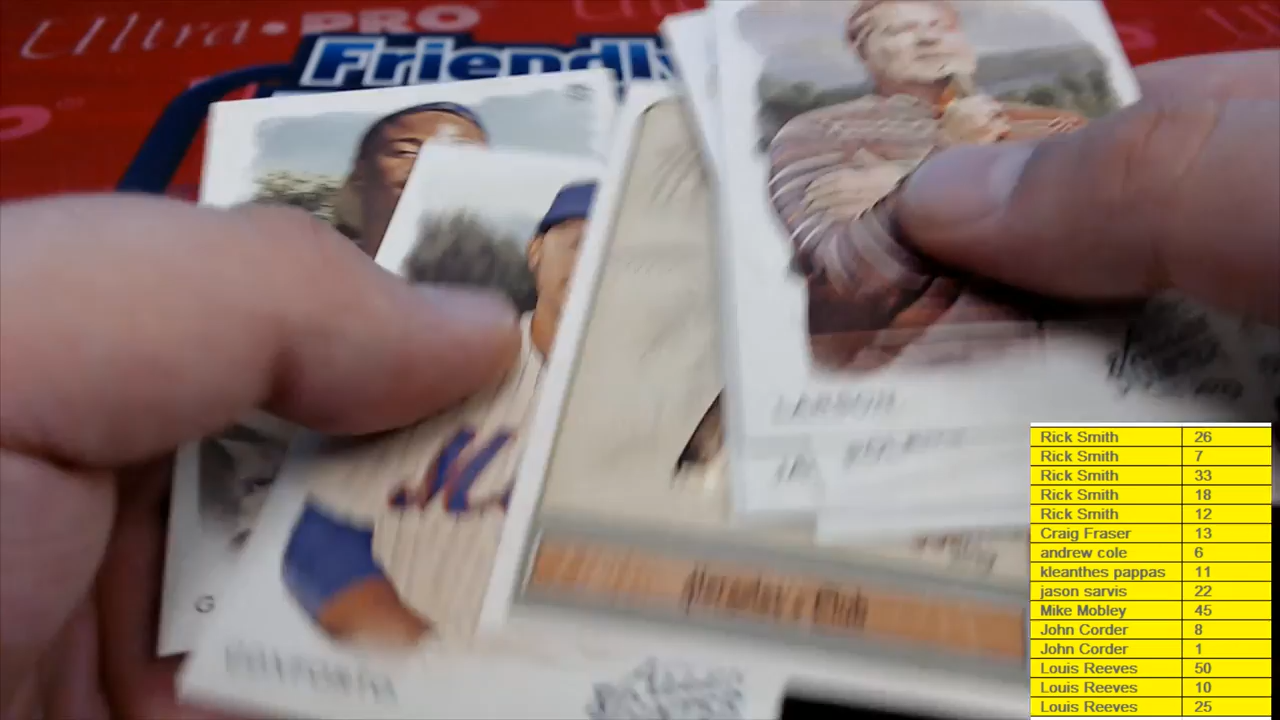 Ultra PRO
Friendly
Rick Smith 26
Rick Smith 7
Rick Smith 33
Rick Smith 18
Rick Smith 12
Craig Fraser 13
andrew cole 6
kleanthes pappas 11
jason sarvis 22
Mike Mobley 45
John Corder 8
John Corder 1
Louis Reeves 50
Louis Reeves 10
Louis Reeves 25
G